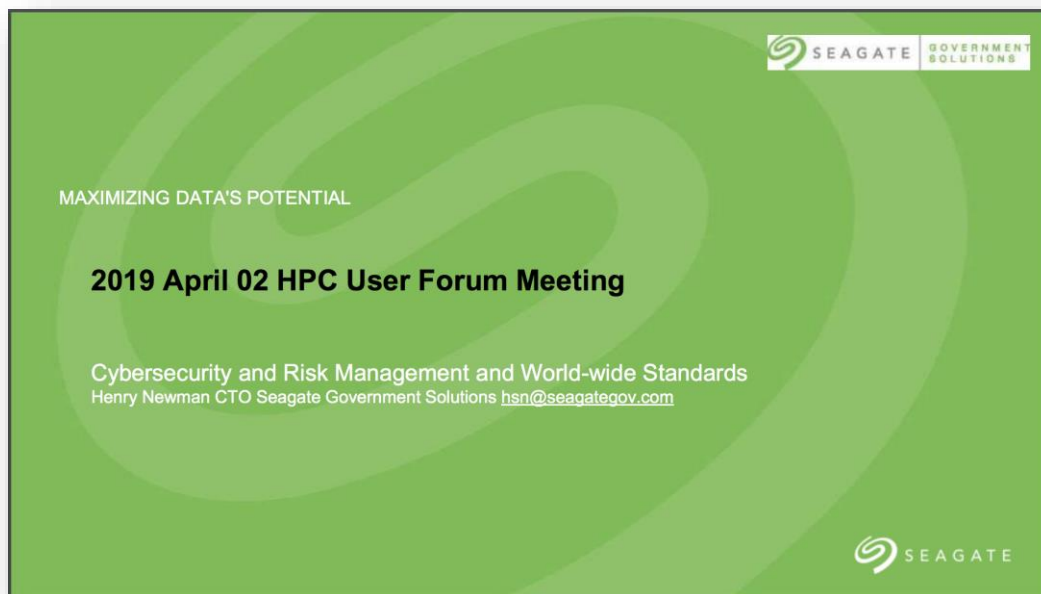 SEAGATE
GOVERNMENT
SOLUTIONS
MAXIMIZING DATA'S POTENTIAL
2019 April 02 HPC User Forum Meeting
Cybersecurity and Risk Management and World-wide Standards
Henry Newman CTO Seagate Government Solutions hsn@seagategov.com
SEAGATE